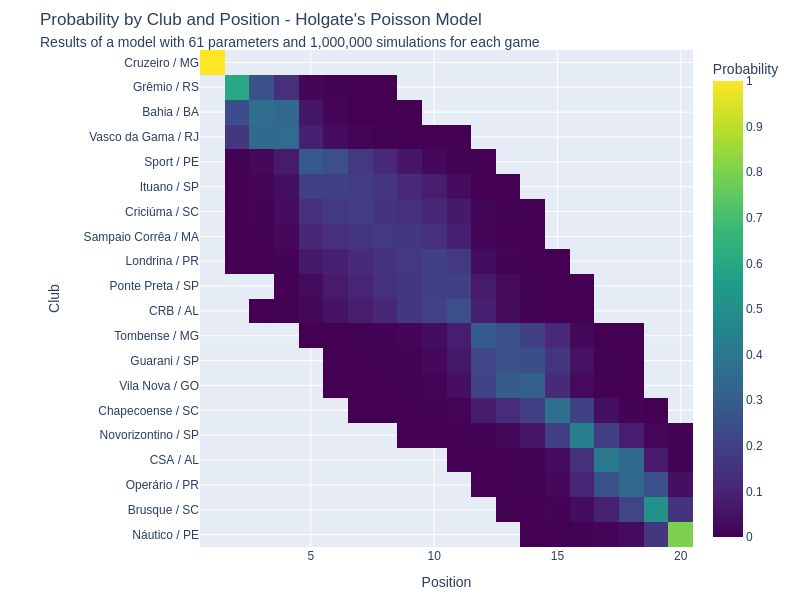 Probability by Club and Position - Holgate's Poisson Model
Results of a model with 61 parameters and 1,000,000 simulations for each game
Probability
Cruzeiro / MG
Grêmio / RS
Bahia / BA
Vasco da Gama / RJ
Sport / PE
Ituano / SP
Criciúma / SC
Sampaio Corrêa / MA
Londrina / PR
Ponte Preta / SP
CRB / AL
Tombense / MG
Guarani / SP
Vila Nova / GO
Chapecoense / SC
Novorizontino / SP
CSA / AL
Operário / PR
Brusque / SC
Náutico / PE
Club
5
10
15
20
Position
1
0.9
0.8
0.7
0.6
0.5
0.4
0.3
0.2
0.1
0